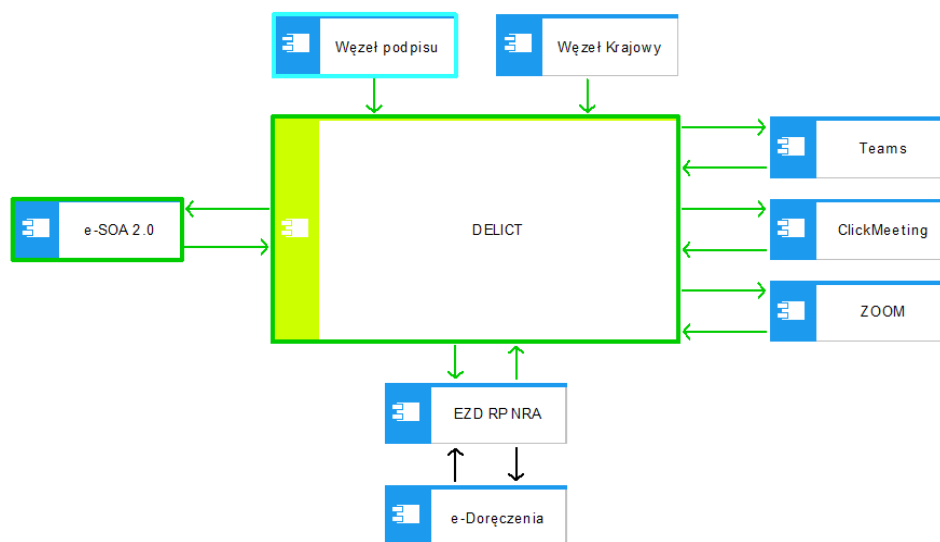 Węzeł podpisu
Węzeł Krajowy
Teams
e-SOA 2.0
DELICT
ClickMeeting
ZOOM
EZD RP NRA
e-Doręczenia